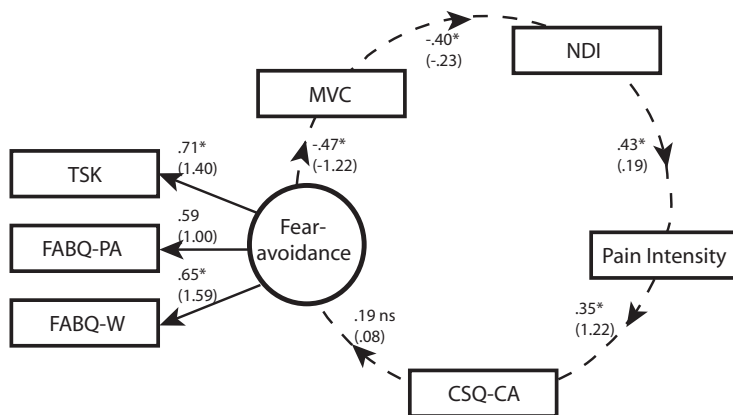 -.40*
(-.23)
NDI
MVC
.43*
(.19)
-.47*
(-1.22)
.71*
(1.40)
TSK
Fear-
avoidance
.59
(1.00)
FABQ-PA
Pain Intensity
.65*
(1.59)
FABQ-W
.19 ns
(.08)
.35*
(1.22)
CSQ-CA